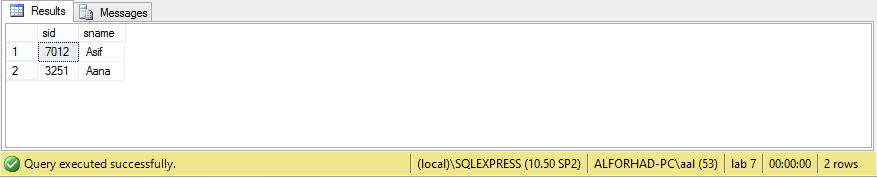 Results Messages
sid sname
1 7012 Asif
2 3251 Aana
Query executed successfully. (local)\SQLEXPRESS (10.50 SP2) ALFORHAD-PC\aal (53) lab 7 00:00:00 2 rows